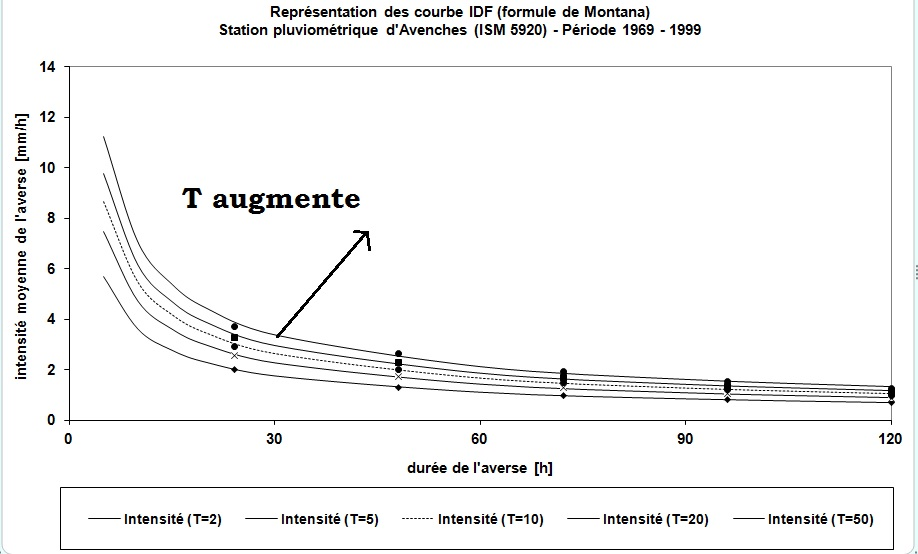 Représentation des courbe IDF (formule de Montana)
Station pluviométrique d'Avenches (ISM 5920) - Période 1969 - 1999
intensité moyenne de l'averse [mm/h]
14
12
10
8
6
4
2
0
T augmente
0 30 60 90 120
durée de l'averse [h]
Intensité (T=2) Intensité (T=5) Intensité (T=10) Intensité (T=20) Intensité (T=50)